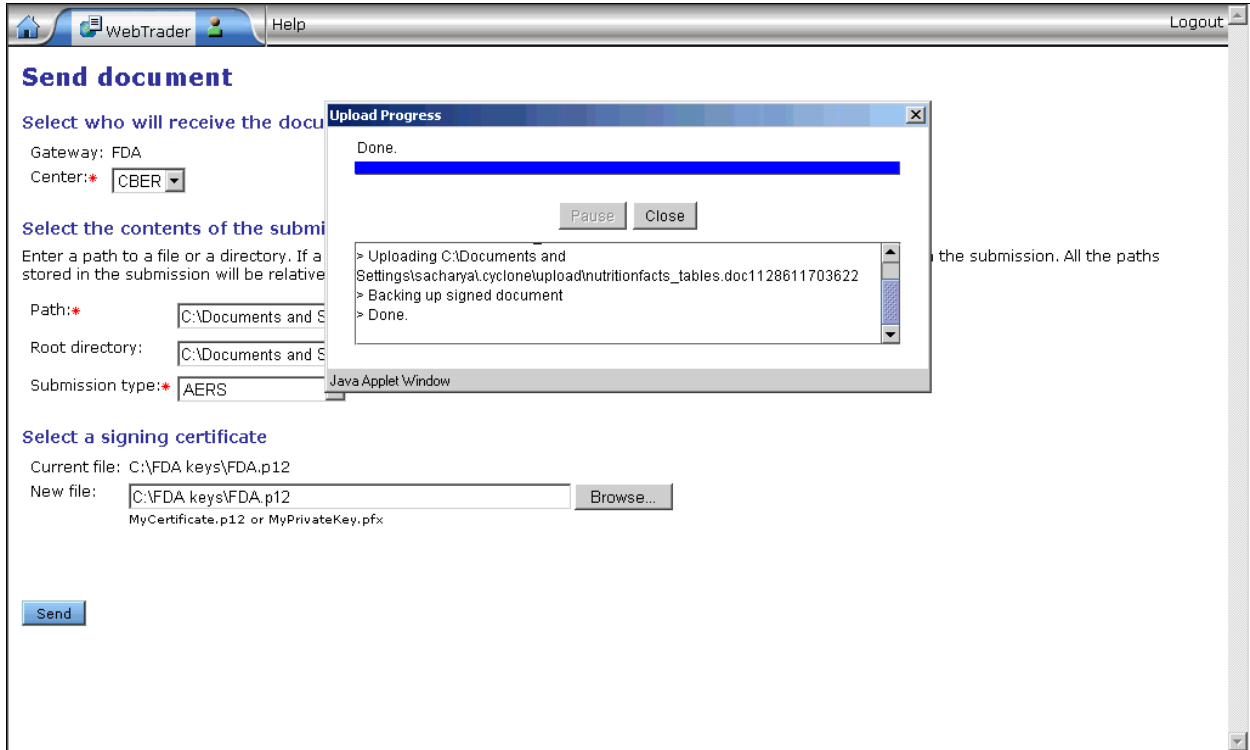 WebTrader
Help
Logout
Send document
Select who will receive the docu
Gateway: FDA
Center:* CBER
Upload Progress
Done.
Pause Close
> Uploading C:\Documents and
Settings\sacharya\.cyclone\upload\nutritionfacts_tables.doc1128611703622
> Backing up signed document
> Done.
Java Applet Window
Select the contents of the submi
Enter a path to a file or a directory. If a the submission. All the paths
stored in the submission will be relative
Path:* C:\Documents and S
Root directory: C:\Documents and S
Submission type:* AERS
Select a signing certificate
Current file: C:\FDA keys\FDA.p12
New file: C:\FDA keys\FDA.p12 Browse...
MyCertificate.p12 or MyPrivateKey.pfx
Send